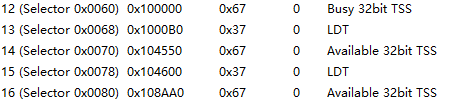 12 (Selector 0x0060) 0x100000 0x67 0 Busy 32bit TSS
13 (Selector 0x0068) 0x1000B0 0x37 0 LDT
14 (Selector 0x0070) 0x104550 0x67 0 Available 32bit TSS
15 (Selector 0x0078) 0x104600 0x37 0 LDT
16 (Selector 0x0080) 0x108AA0 0x67 0 Available 32bit TSS